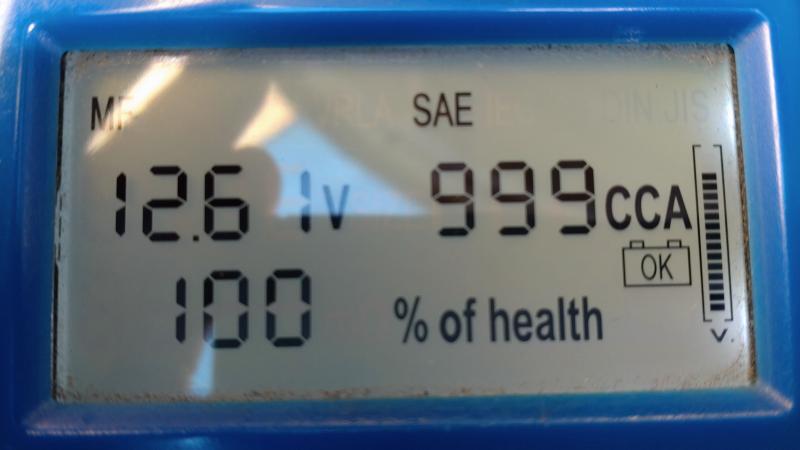 MF SAE
12.61V 999CCA
OK
100 % of health